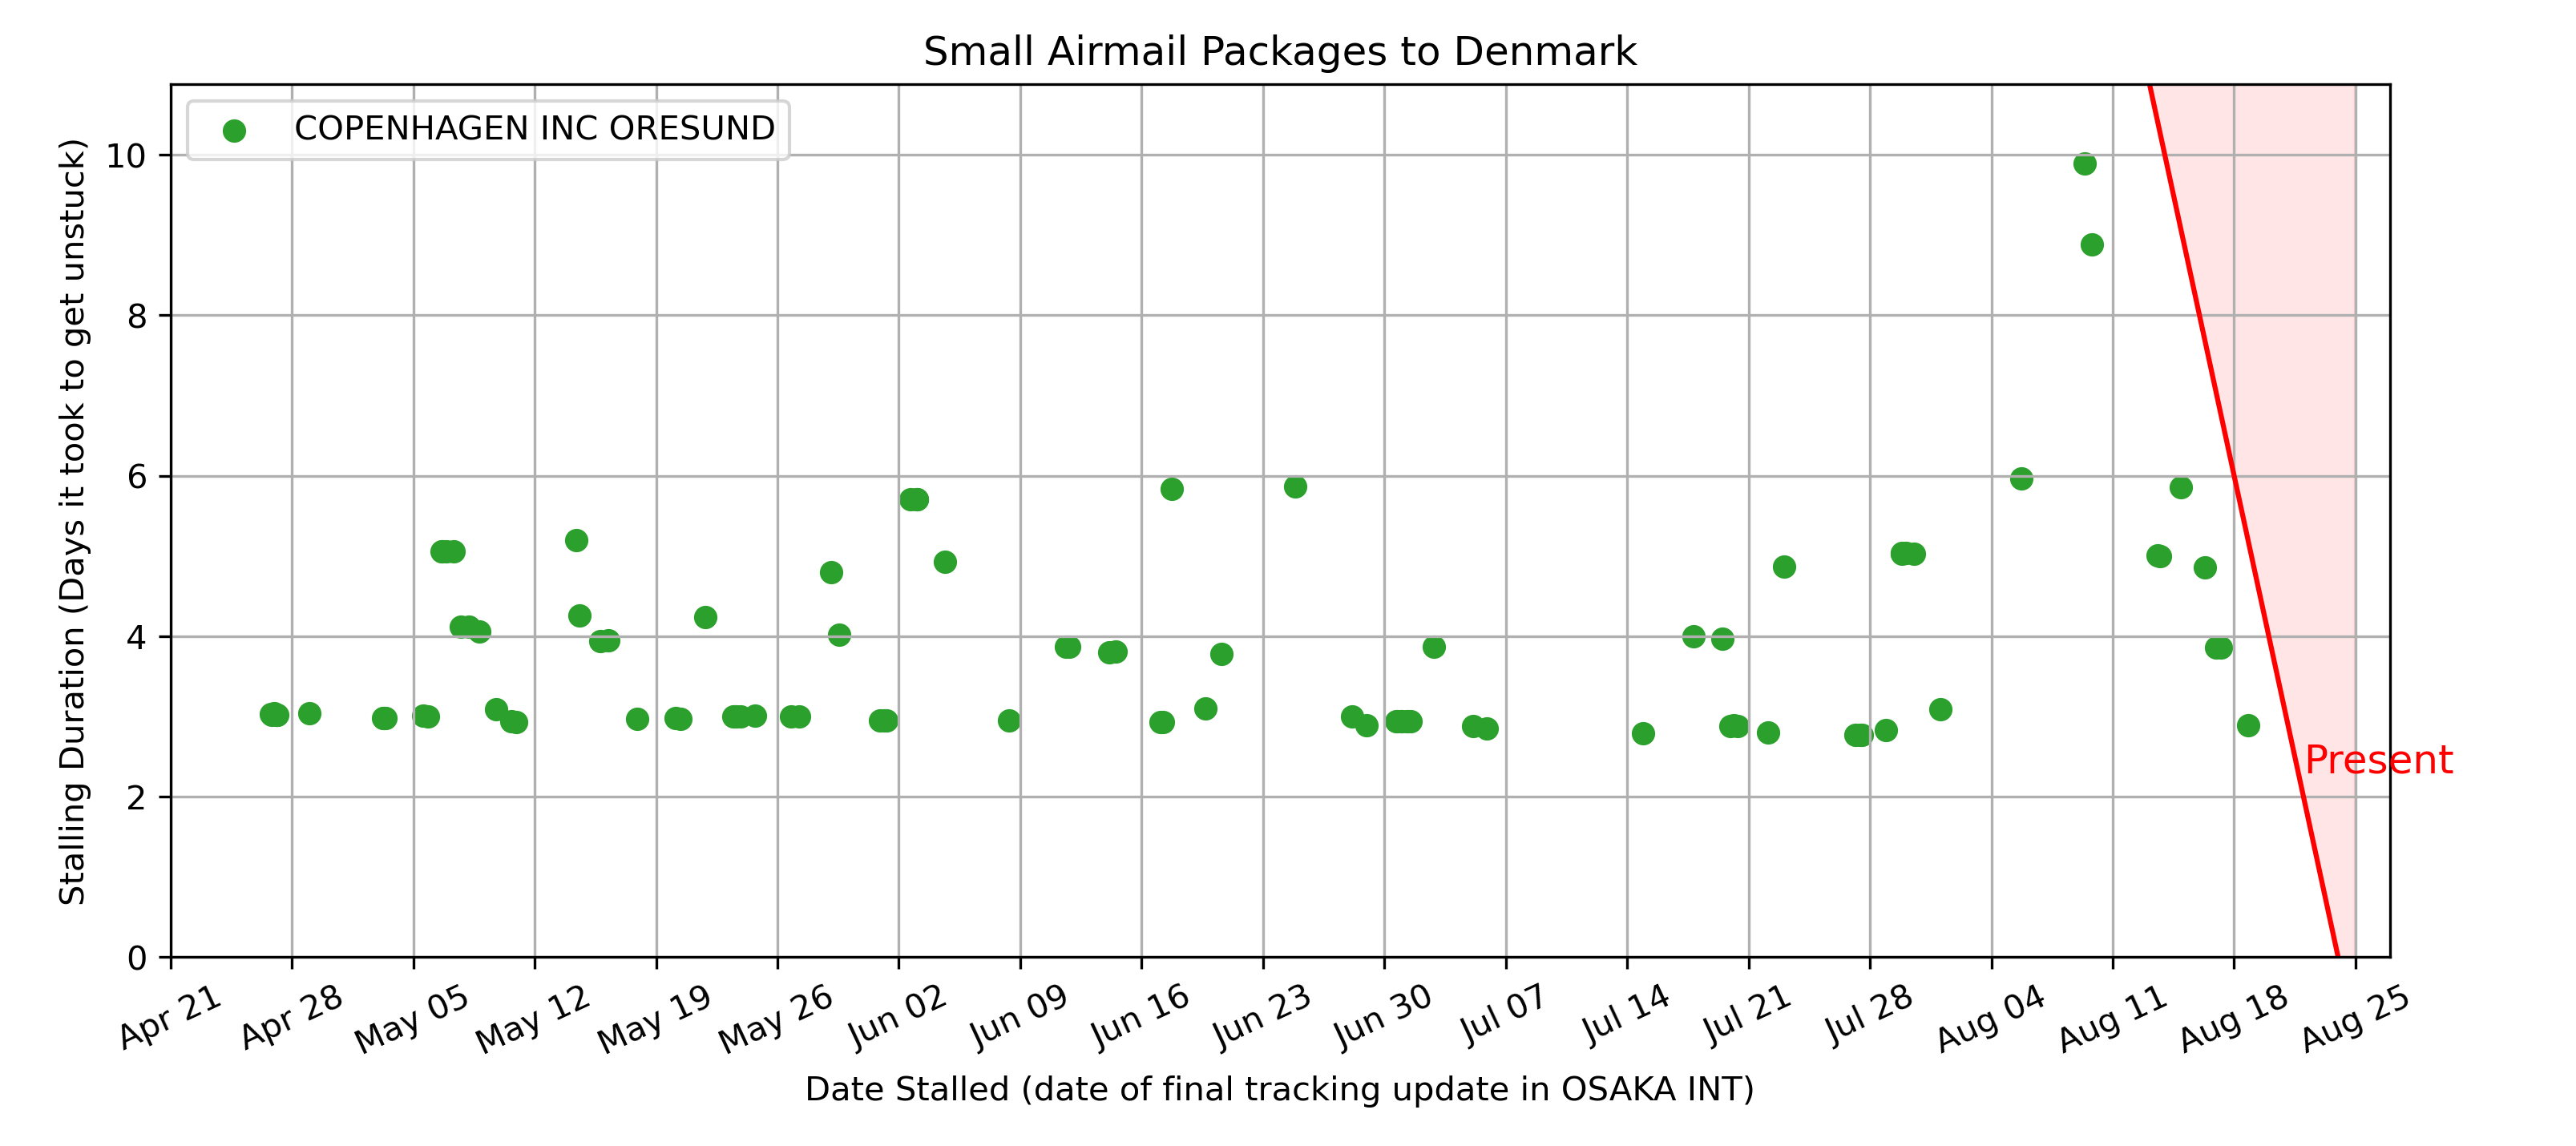 Small Airmail Packages to Denmark
COPENHAGEN INC ORESUND
Stalling Duration (Days it took to get unstuck)
10
8
6
4
2
0
Present
Apr 21
Apr 28
May 05
May 12
May 19
May 26
Jun 02
Jun 09
Jun 16
Jun 23
Jun 30
Jul 07
Jul 14
Jul 21
Jul 28
Aug 04
Aug 11
Aug 18
Aug 25
Date Stalled (date of final tracking update in OSAKA INT)